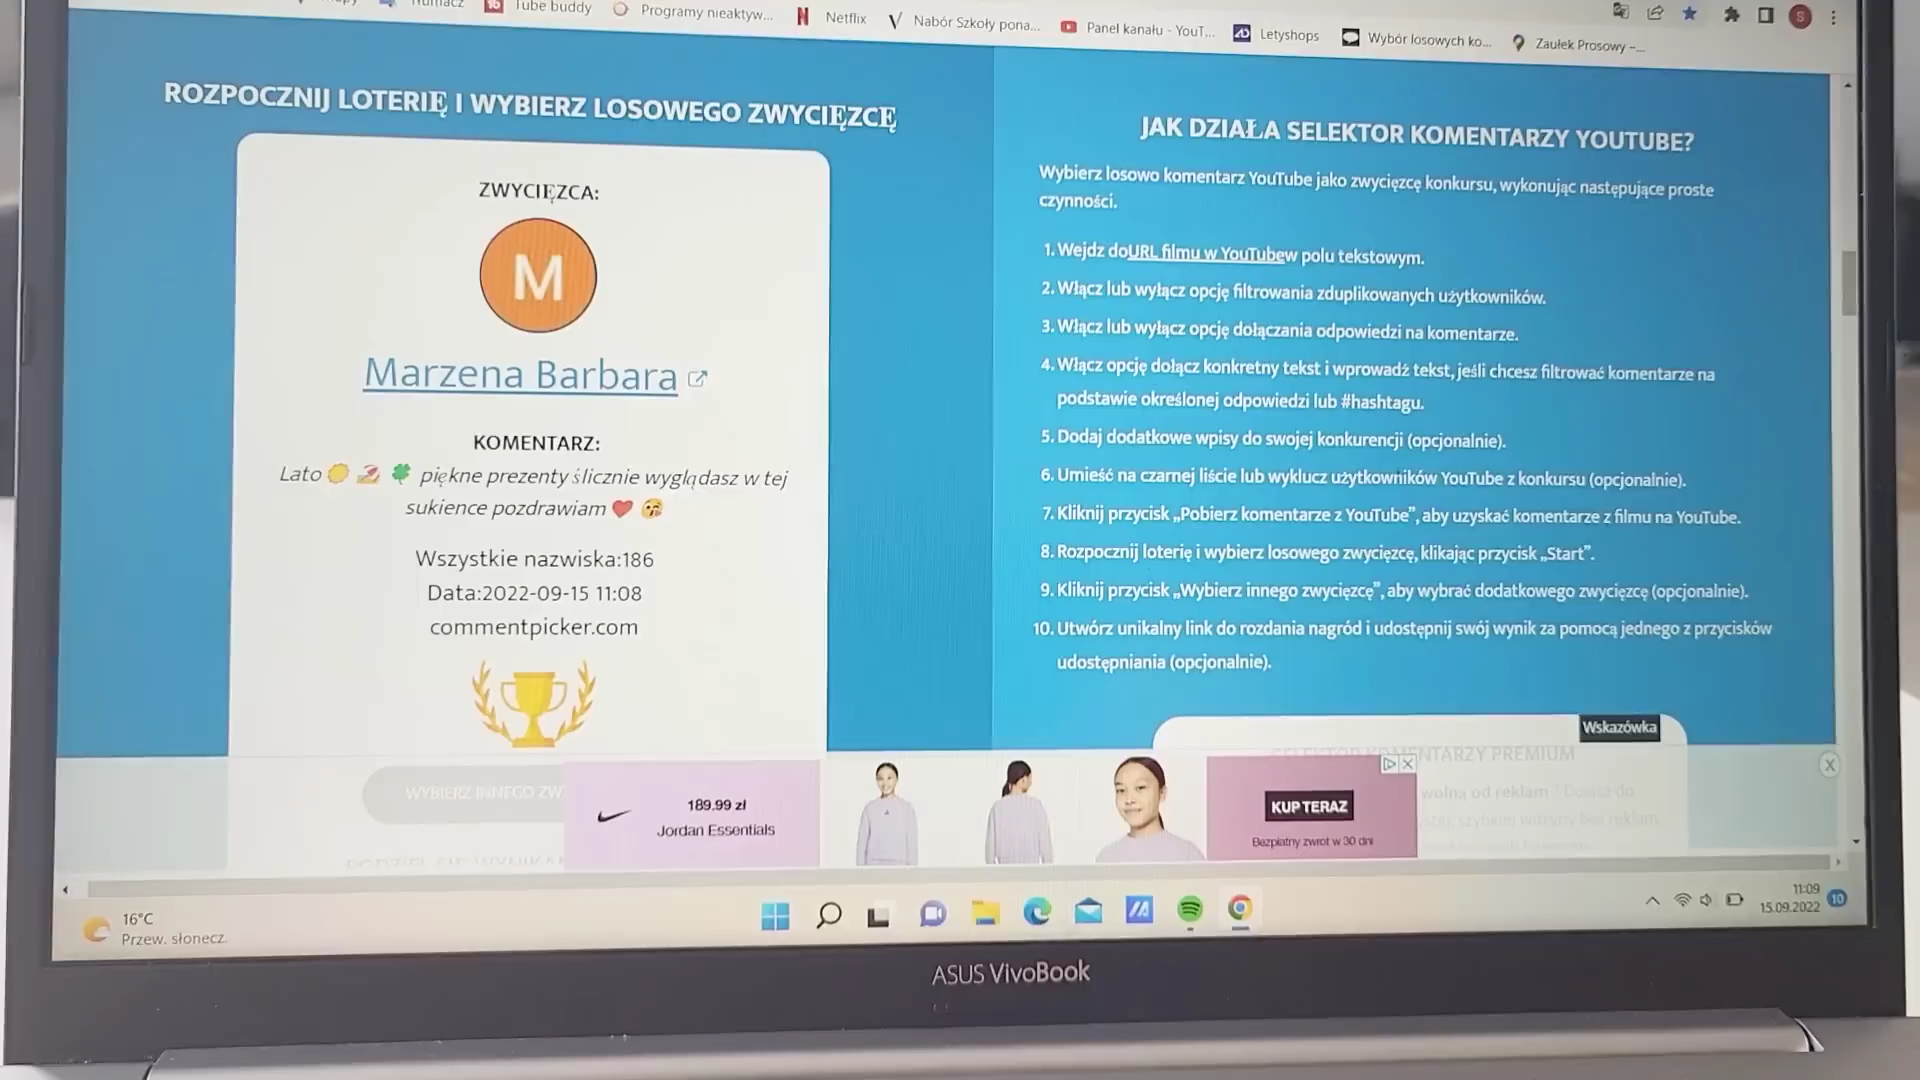 Tłumacz
Tube buddy
Programy nieaktyw...
Netflix
Nabór Szkoły pona...
Panel kanału - YouT...
Letyshops
Wybór losowych ko...
Zaułek Prosowy –...
S
ROZPOCZNIJ LOTERIĘ I WYBIERZ LOSOWEGO ZWYCIĘZCĘ
ZWYCIĘZCA:
M
Marzena Barbara
KOMENTARZ:
Lato 🌞 🏖️ 🍀 piękne prezenty ślicznie wyglądasz w tej
sukience pozdrawiam ❤️ 😘
Wszystkie nazwiska:186
Data:2022-09-15 11:08
commentpicker.com
WYBIERZ INNEGO ZW
JAK DZIAŁA SELEKTOR KOMENTARZY YOUTUBE?
Wybierz losowo komentarz YouTube jako zwycięzcę konkursu, wykonując następujące proste
czynności.
1. Wejdz doURL filmu w YouTubew polu tekstowym.
2. Włącz lub wyłącz opcję filtrowania zduplikowanych użytkowników.
3. Włącz lub wyłącz opcję dołączania odpowiedzi na komentarze.
4. Włącz opcję dołącz konkretny tekst i wprowadź tekst, jeśli chcesz filtrować komentarze na
podstawie określonej odpowiedzi lub #hashtagu.
5. Dodaj dodatkowe wpisy do swojej konkurencji (opcjonalnie).
6. Umieść na czarnej liście lub wyklucz użytkowników YouTube z konkursu (opcjonalnie).
7. Kliknij przycisk „Pobierz komentarze z YouTube”, aby uzyskać komentarze z filmu na YouTube.
8. Rozpocznij loterię i wybierz losowego zwycięzcę, klikając przycisk „Start”.
9. Kliknij przycisk „Wybierz innego zwycięzcę”, aby wybrać dodatkowego zwycięzcę (opcjonalnie).
10. Utwórz unikalny link do rozdania nagród i udostępnij swój wynik za pomocą jednego z przycisków
udostępniania (opcjonalnie).
Wskazówka
SELEKTOR KOMENTARZY PREMIUM
189.99 zł
Jordan Essentials
KUP TERAZ
Bezpłatny zwrot w 30 dni
16°C
Przew. słonecz.
11:09
15.09.2022
10
ASUS VivoBook